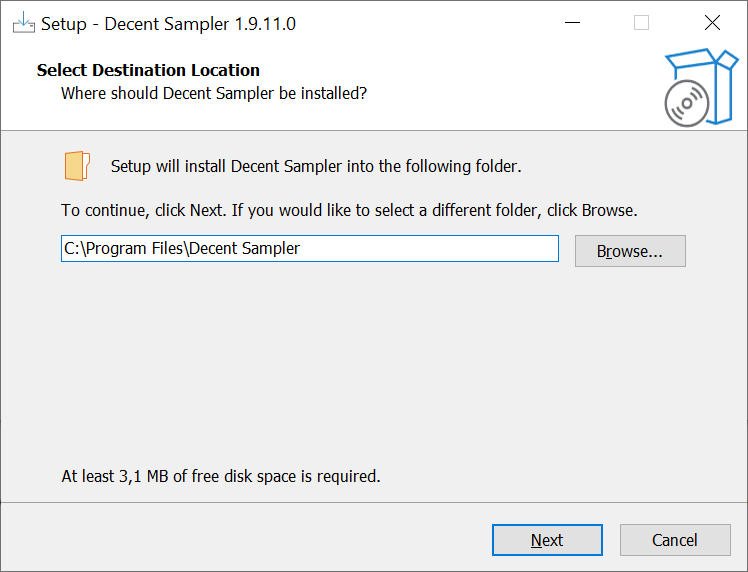 Setup - Decent Sampler 1.9.11.0
Select Destination Location
Where should Decent Sampler be installed?
Setup will install Decent Sampler into the following folder.
To continue, click Next. If you would like to select a different folder, click Browse.
C:\Program Files\Decent Sampler
Browse...
At least 3,1 MB of free disk space is required.
Next
Cancel